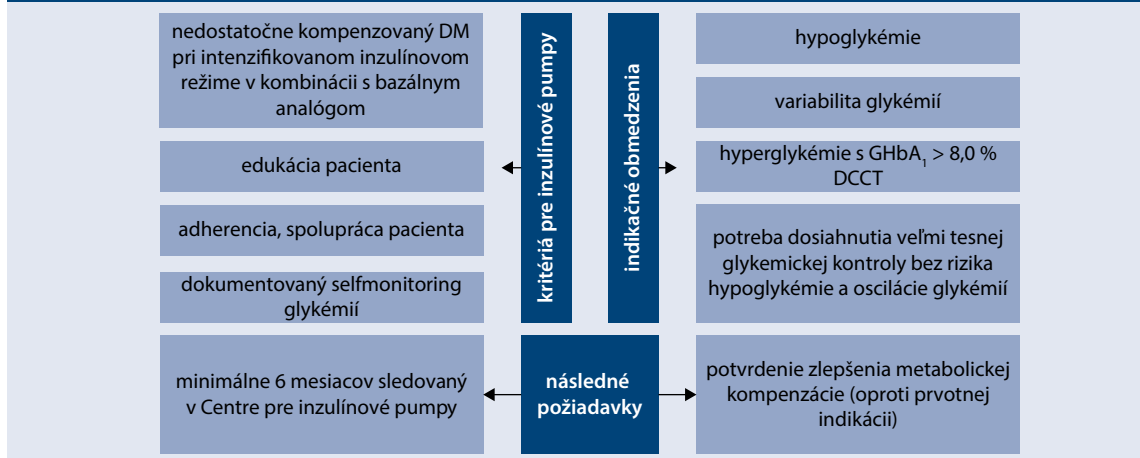 nedostatočne kompenzovaný DM
pri intenzifikovanom inzulínovom
režime v kombinácii s bazálnym
analógom
edukácia pacienta
adherencia, spolupráca pacienta
dokumentovaný selfmonitoring
glykémií
kritériá pre inzulínové pumpy
indikačné obmedzenia
hypoglykémie
variabilita glykémií
hyperglykémie s GHbA₁ > 8,0 %
DCCT
potreba dosiahnutia veľmi tesnej
glykemickej kontroly bez rizika
hypoglykémie a oscilácie glykémií
minimálne 6 mesiacov sledovaný
v Centre pre inzulínové pumpy
následné
požiadavky
potvrdenie zlepšenia metabolickej
kompenzácie (oproti prvotnej
indikácii)